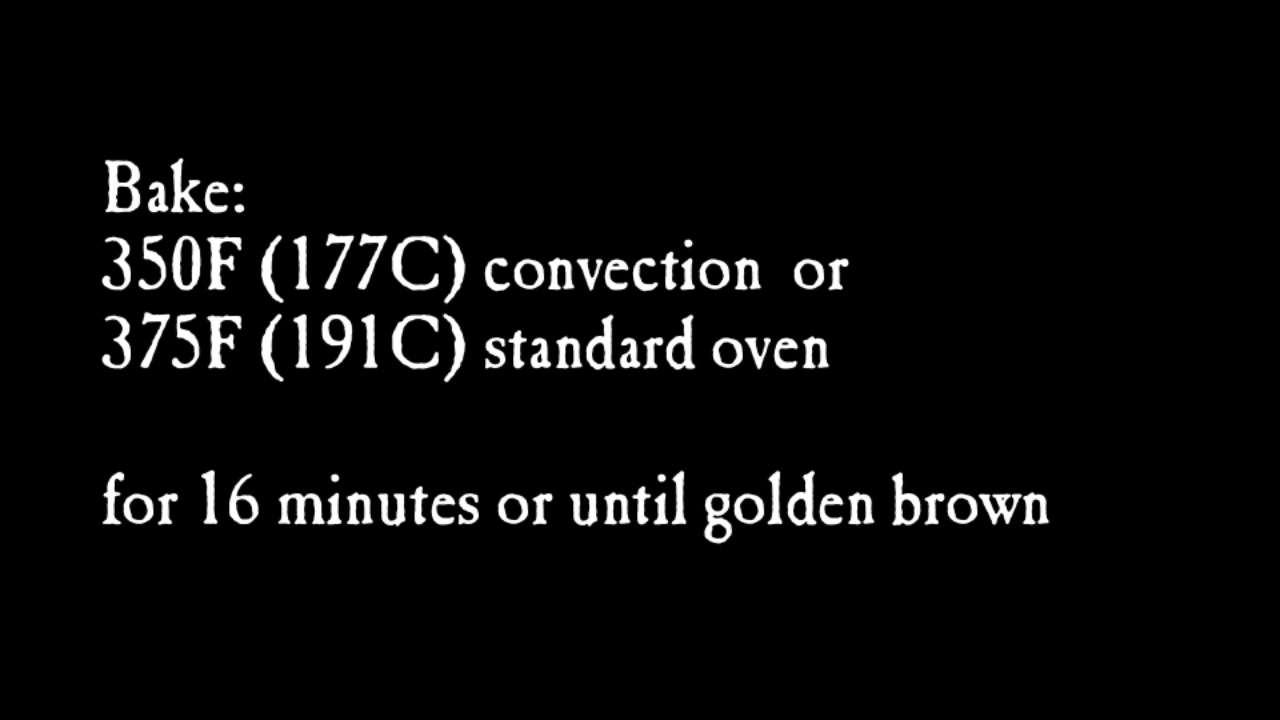 Bake:
350F (177C) convection or
375F (191C) standard oven
for 16 minutes or until golden brown